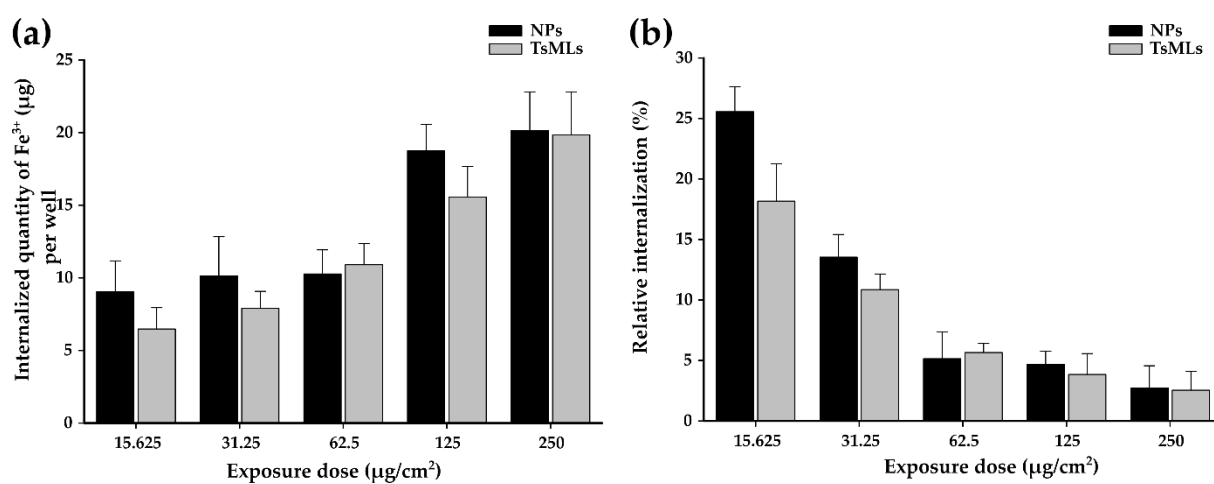 (a)
NPs
TsMLs
Internalized quantity of Fe³⁺ (µg)
per well
25
20
15
10
5
0
15.625 31.25 62.5 125 250
Exposure dose (µg/cm²)
(b)
NPs
TsMLs
Relative internalization (%)
30
25
20
15
10
5
0
15.625 31.25 62.5 125 250
Exposure dose (µg/cm²)